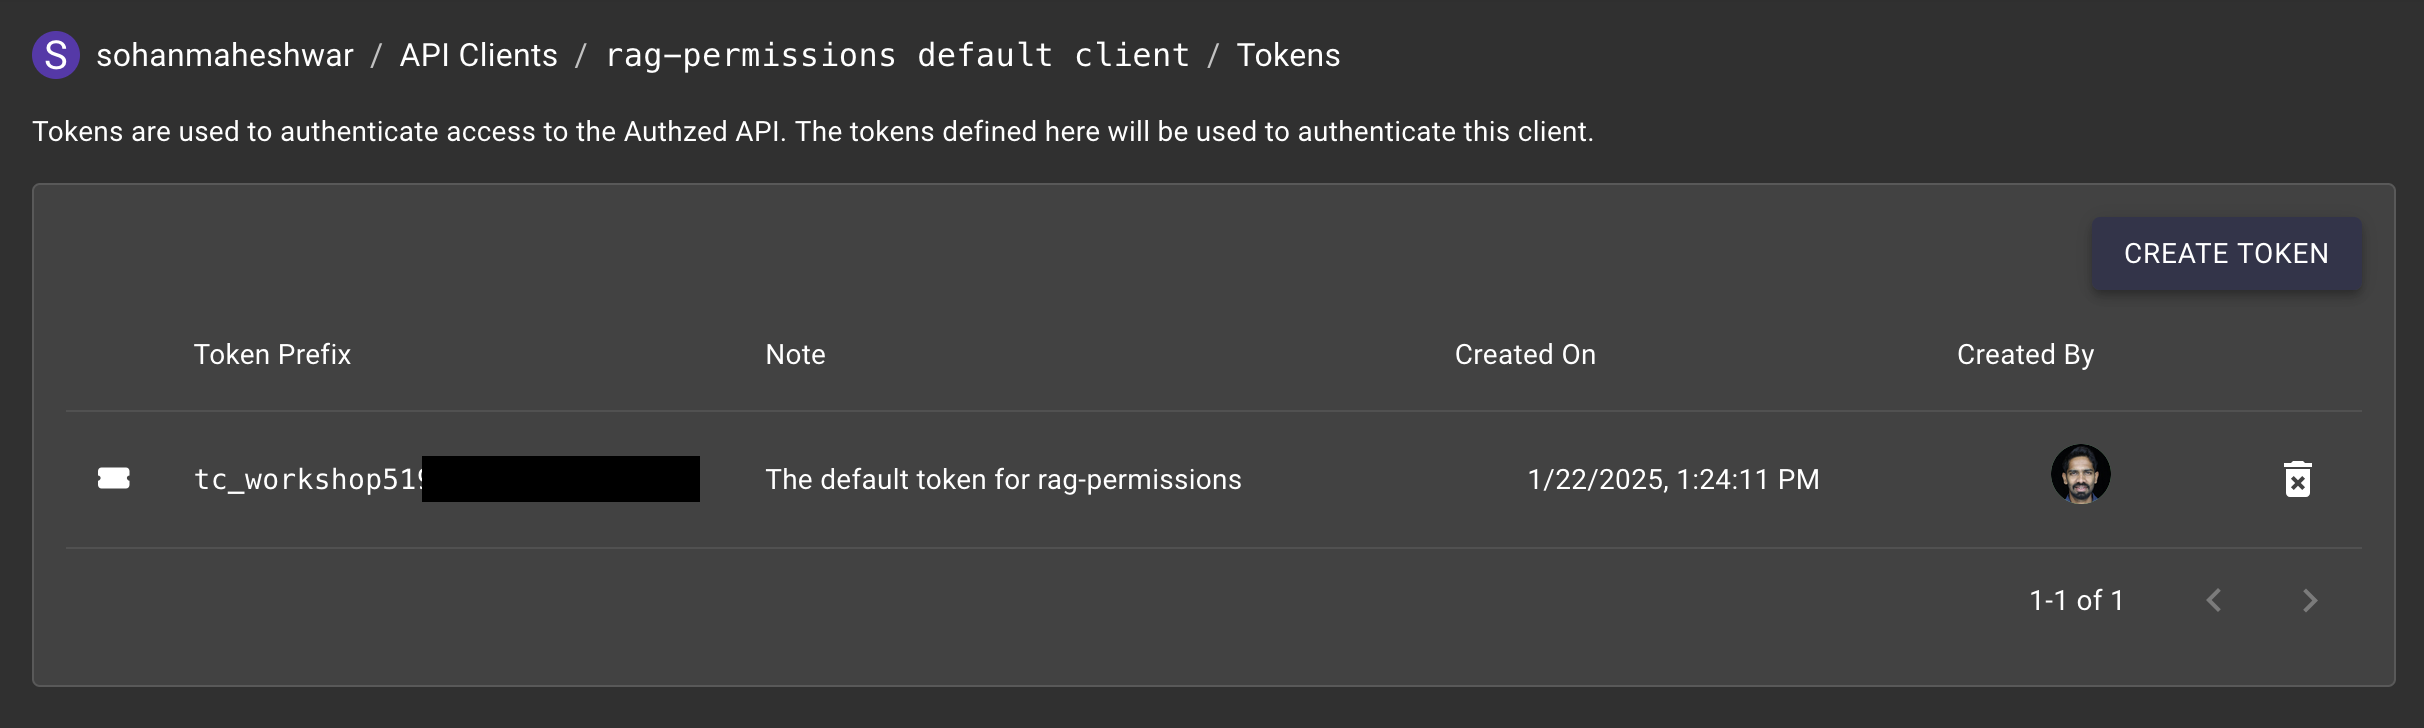 S sohanmaheshwar / API Clients / rag-permissions default client / Tokens
Tokens are used to authenticate access to the Authzed API. The tokens defined here will be used to authenticate this client.
CREATE TOKEN
Token Prefix Note Created On Created By
tc_workshop519 The default token for rag-permissions 1/22/2025, 1:24:11 PM
1-1 of 1